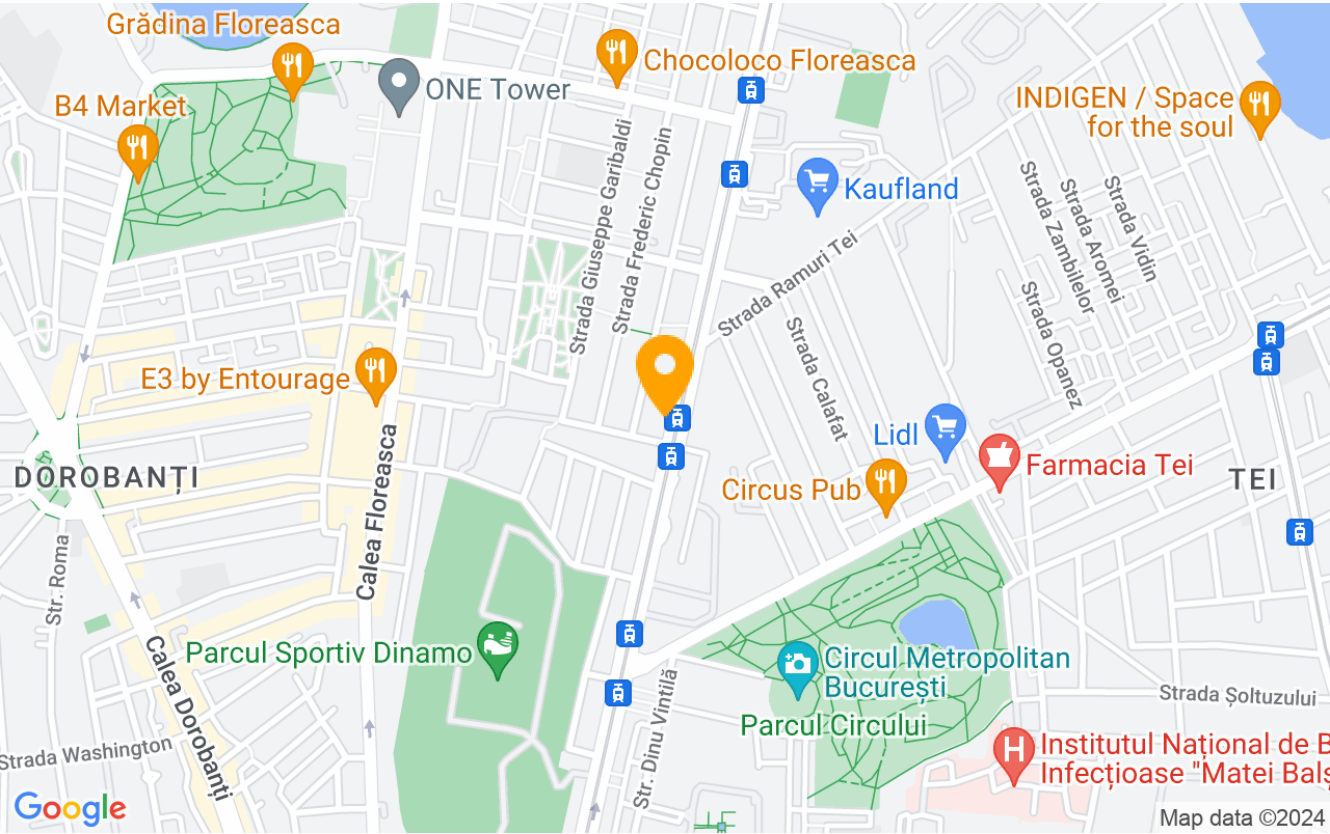 Grădina Floreasca
Chocoloco Floreasca
ONE Tower
B4 Market
INDIGEN / Space
for the soul
Kaufland
Strada Giuseppe Garibaldi
Strada Frederic Chopin
Strada Ramuri Tei
Strada Zambilelor
Strada Aromei
Strada Vidin
Strada Opanez
Strada Calafat
E3 by Entourage
Lidl
Farmacia Tei
DOROBANȚI
Circus Pub
TEI
Calea Floreasca
Str. Roma
Parcul Sportiv Dinamo
Circul Metropolitan
București
Calea Dorobanți
Strada Șoltuzului
Parcul Circului
Str. Dinu Vintilă
Strada Washington
H
Institutul Național de B
Infecțioase "Matei Balș
Google
Map data ©2024